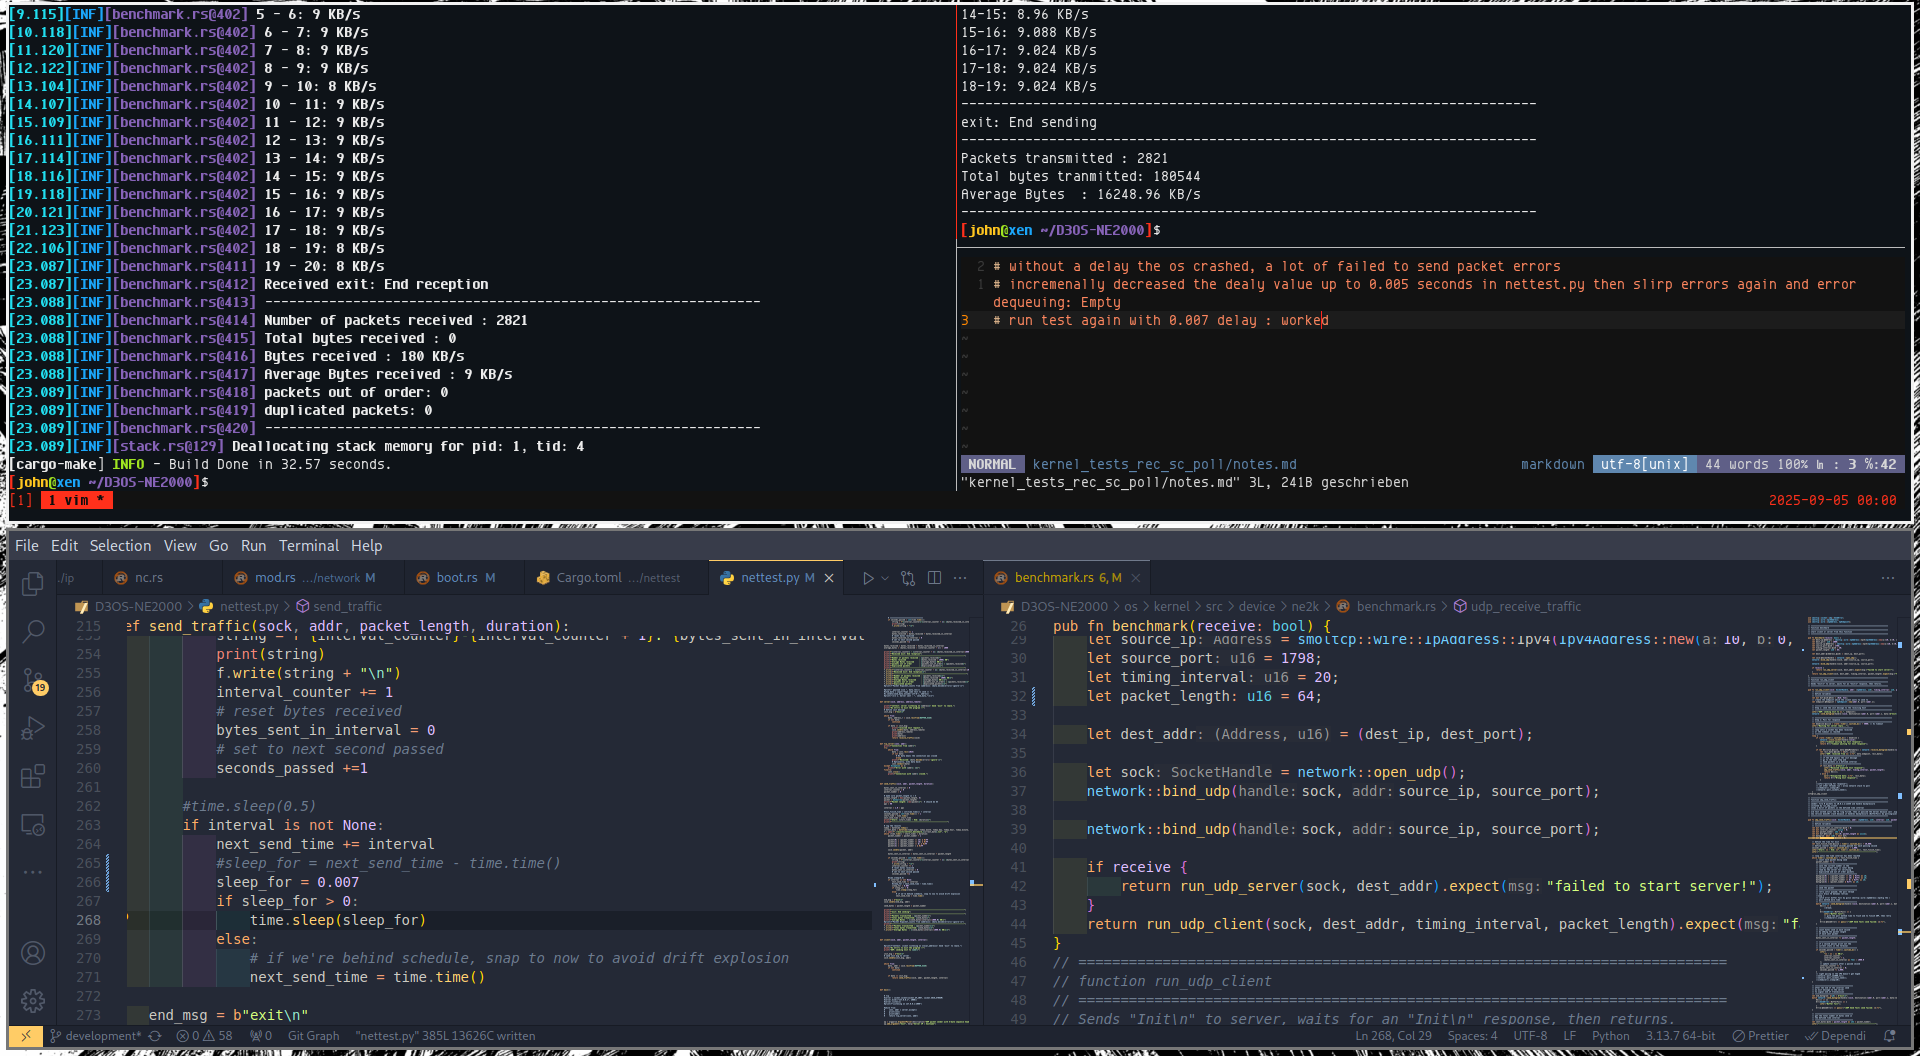 [9.115][INF][benchmark.rs@402] 5 - 6: 9 KB/s
[10.118][INF][benchmark.rs@402] 6 - 7: 9 KB/s
[11.120][INF][benchmark.rs@402] 7 - 8: 9 KB/s
[12.122][INF][benchmark.rs@402] 8 - 9: 9 KB/s
[13.104][INF][benchmark.rs@402] 9 - 10: 8 KB/s
[14.107][INF][benchmark.rs@402] 10 - 11: 9 KB/s
[15.109][INF][benchmark.rs@402] 11 - 12: 9 KB/s
[16.111][INF][benchmark.rs@402] 12 - 13: 9 KB/s
[17.114][INF][benchmark.rs@402] 13 - 14: 9 KB/s
[18.116][INF][benchmark.rs@402] 14 - 15: 9 KB/s
[19.118][INF][benchmark.rs@402] 15 - 16: 9 KB/s
[20.121][INF][benchmark.rs@402] 16 - 17: 9 KB/s
[21.123][INF][benchmark.rs@402] 17 - 18: 9 KB/s
[22.106][INF][benchmark.rs@402] 18 - 19: 8 KB/s
[23.087][INF][benchmark.rs@411] 19 - 20: 8 KB/s
[23.087][INF][benchmark.rs@412] Received exit: End reception
[23.088][INF][benchmark.rs@413] --------------------------------------------------------------
[23.088][INF][benchmark.rs@414] Number of packets received : 2821
[23.088][INF][benchmark.rs@415] Total bytes received : 0
[23.088][INF][benchmark.rs@416] Bytes received : 180 KB/s
[23.088][INF][benchmark.rs@417] Average Bytes received : 9 KB/s
[23.089][INF][benchmark.rs@418] packets out of order: 0
[23.089][INF][benchmark.rs@419] duplicated packets: 0
[23.089][INF][benchmark.rs@420] --------------------------------------------------------------
[23.089][INF][stack.rs@129] Deallocating stack memory for pid: 1, tid: 4
[cargo-make] INFO - Build Done in 32.57 seconds.
[john@xen ~/D3OS-NE2000]$
[1] 1 vim *
14-15: 8.96 KB/s
15-16: 9.088 KB/s
16-17: 9.024 KB/s
17-18: 9.024 KB/s
18-19: 9.024 KB/s
------------------------------------------------------------------------
exit: End sending
------------------------------------------------------------------------
Packets transmitted : 2821
Total bytes tranmitted: 180544
Average Bytes  : 16248.96 KB/s
------------------------------------------------------------------------
[john@xen ~/D3OS-NE2000]$
2 # without a delay the os crashed, a lot of failed to send packet errors
1 # incremenally decreased the dealy value up to 0.005 seconds in nettest.py then slirp errors again and error
dequeuing: Empty
3 # run test again with 0.007 delay : worked
~
~
~
~
~
~
~
NORMAL kernel_tests_rec_sc_poll/notes.md markdown utf-8[unix] 44 words 100% ㏑ : 3 ℅:42
"kernel_tests_rec_sc_poll/notes.md" 3L, 241B geschrieben
2025-09-05 00:00
File Edit Selection View Go Run Terminal Help
./ip nc.rs mod.rs .../network M boot.rs M Cargo.toml .../nettest nettest.py M
D3OS-NE2000 > nettest.py > send_traffic
19
215 ef send_traffic(sock, addr, packet_length, duration):
253 string = f"{interval_counter}-{interval_counter + 1}: {bytes_sent_in_interval
254 print(string)
255 f.write(string + "\n")
256 interval_counter += 1
257 # reset bytes received
258 bytes_sent_in_interval = 0
259 # set to next second passed
260 seconds_passed +=1
261
262 #time.sleep(0.5)
263 if interval is not None:
264 next_send_time += interval
265 #sleep_for = next_send_time - time.time()
266 sleep_for = 0.007
267 if sleep_for > 0:
268 time.sleep(sleep_for)
269 else:
270 # if we're behind schedule, snap to now to avoid drift explosion
271 next_send_time = time.time()
272
273 end_msg = b"exit\n"
benchmark.rs 6, M
D3OS-NE2000 > os > kernel > src > device > ne2k > benchmark.rs > udp_receive_traffic
26 pub fn benchmark(receive: bool) {
29 let source_ip: Address = smoltcp::wire::IpAddress::Ipv4(Ipv4Address::new(a: 10, b: 0,
30 let source_port: u16 = 1798;
31 let timing_interval: u16 = 20;
32 let packet_length: u16 = 64;
33
34 let dest_addr: (Address, u16) = (dest_ip, dest_port);
35
36 let sock: SocketHandle = network::open_udp();
37 network::bind_udp(handle: sock, addr: source_ip, source_port);
38
39 network::bind_udp(handle: sock, addr: source_ip, source_port);
40
41 if receive {
42 return run_udp_server(sock, dest_addr).expect(msg: "failed to start server!");
43 }
44 return run_udp_client(sock, dest_addr, timing_interval, packet_length).expect(msg: "f
45 }
46 // =============================================================================
47 // function run_udp_client
48 // =============================================================================
49 // Sends "Init\n" to server, waits for an "Init\n" response, then returns.
development* 0 58 0 Git Graph "nettest.py" 385L 13626C written
Ln 268, Col 29 Spaces: 4 UTF-8 LF Python 3.13.7 64-bit Prettier Dependi